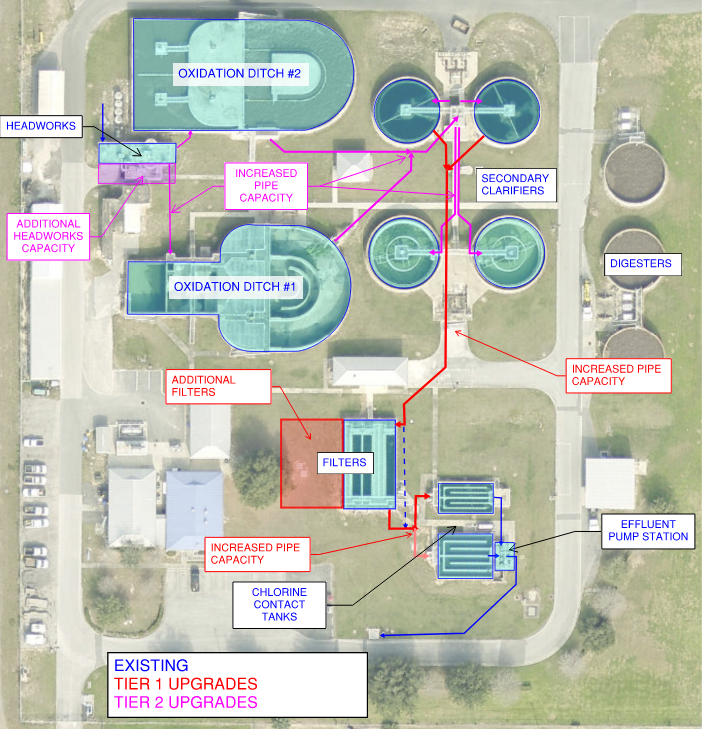 OXIDATION DITCH #2
HEADWORKS
INCREASED
PIPE
CAPACITY
SECONDARY
CLARIFIERS
ADDITIONAL
HEADWORKS
CAPACITY
DIGESTERS
OXIDATION DITCH #1
ADDITIONAL
FILTERS
INCREASED PIPE
CAPACITY
FILTERS
EFFLUENT
PUMP STATION
INCREASED PIPE
CAPACITY
CHLORINE
CONTACT
TANKS
EXISTING
TIER 1 UPGRADES
TIER 2 UPGRADES